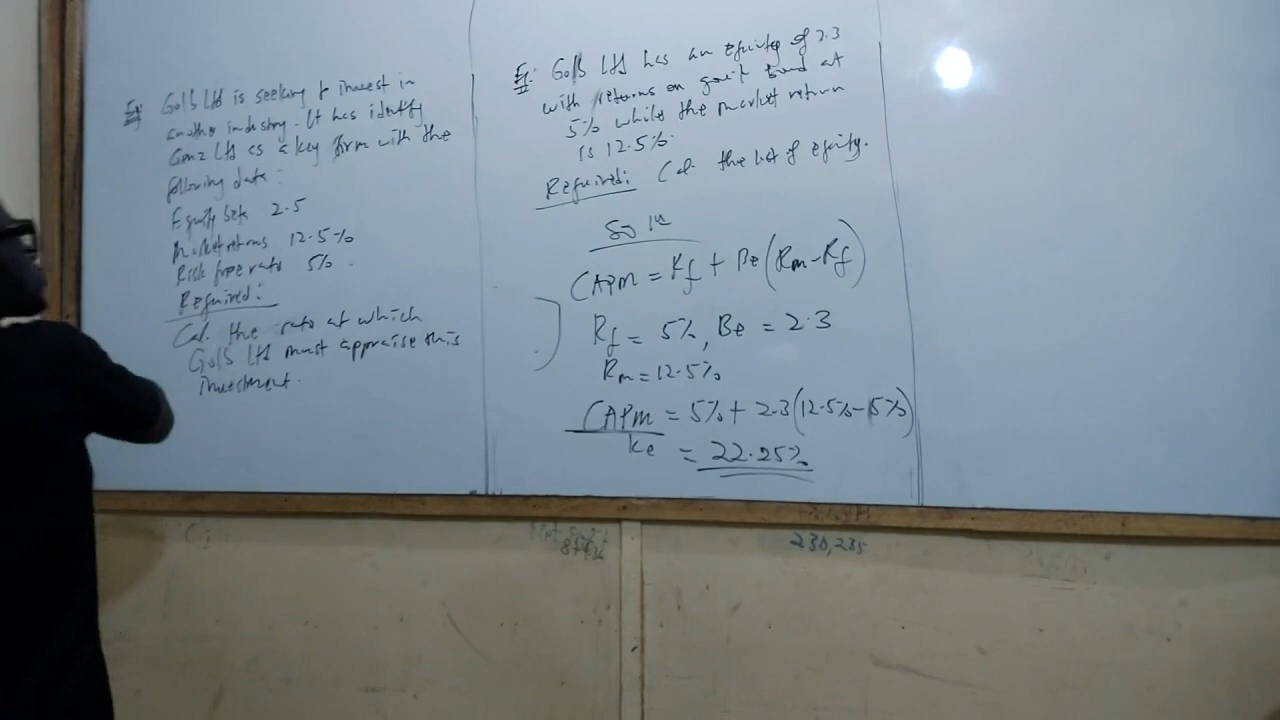 Ex GolS Ltd is seeking to invest in
another industry. It has identify
Gmz Ltd as a key firm with the
following data:
Equity beta 2.5
Market returns 12.5%
Risk free rate 5%.
Required:
Cal. the rate at which
GolS Ltd must appraise this
investment.
GolS Ltd has an equity of 2.3
with returns on gov't bond at
5% while the market return
is 12.5%.
Required: Cal. the of equity.
Soln
CAPM = Rf + Be(Rm-Rf)
Rf = 5%, Be = 2.3
Rm = 12.5%
CAPM = 5% + 2.3(12.5%-5%)
Ke = 22.25%
230,235